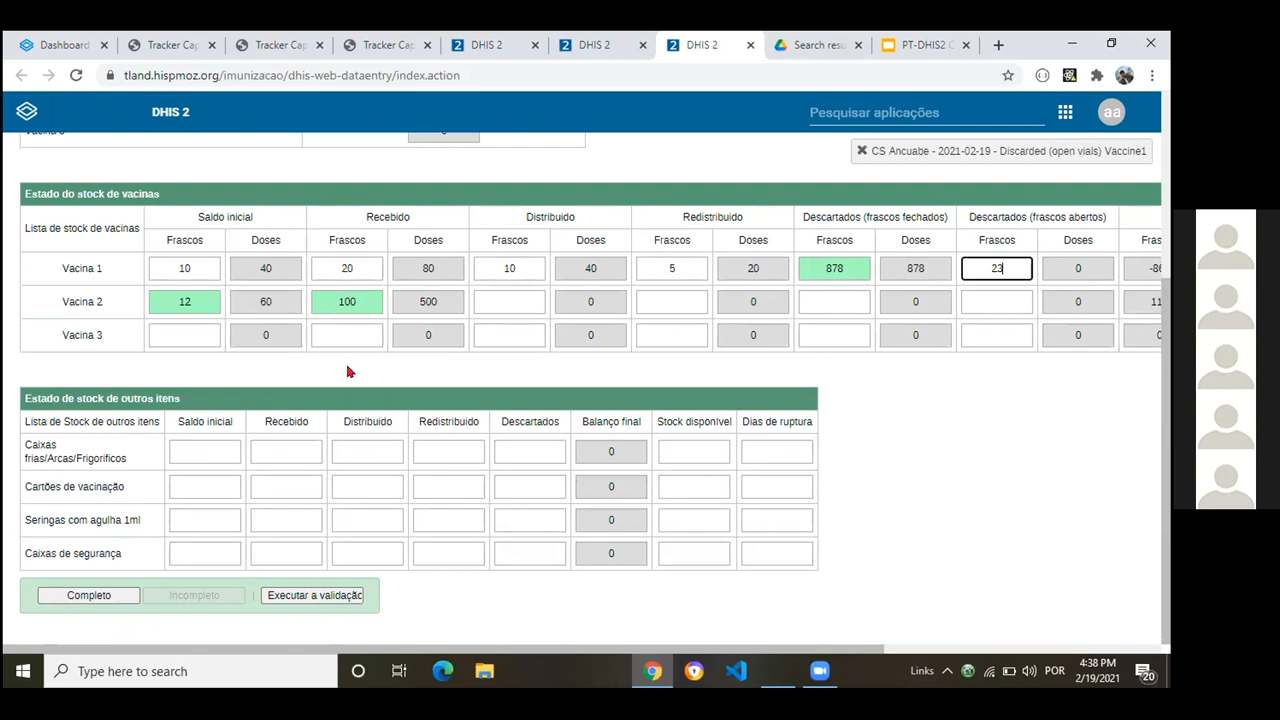 Dashboard
Tracker Cap
Tracker Cap
Tracker Cap
DHIS 2
DHIS 2
DHIS 2
Search resu
PT-DHIS2 C
tland.hispmoz.org/imunizacao/dhis-web-dataentry/index.action
DHIS 2
Pesquisar aplicações
aa
CS Ancuabe - 2021-02-19 - Discarded (open vials) Vaccine1
Estado do stock de vacinas
Lista de stock de vacinas Saldo inicial Recebido Distribuido Redistribuido Descartados (frascos fechados) Descartados (frascos abertos)
Frascos Doses Frascos Doses Frascos Doses Frascos Doses Frascos Doses Frascos Doses Frasc
Vacina 1 10 40 20 80 10 40 5 20 878 878 23 0 -86
Vacina 2 12 60 100 500 0 0 0 0 11
Vacina 3 0 0 0 0 0 0 0
Estado de stock de outros itens
Lista de Stock de outros itens Saldo inicial Recebido Distribuido Redistribuido Descartados Balanço final Stock disponível Dias de ruptura
Caixas
frias/Arcas/Frigorificos 0
Cartões de vacinação 0
Seringas com agulha 1ml 0
Caixas de segurança 0
Completo Incompleto | Executar a validação
Type here to search
Links
POR
4:38 PM
2/19/2021
20